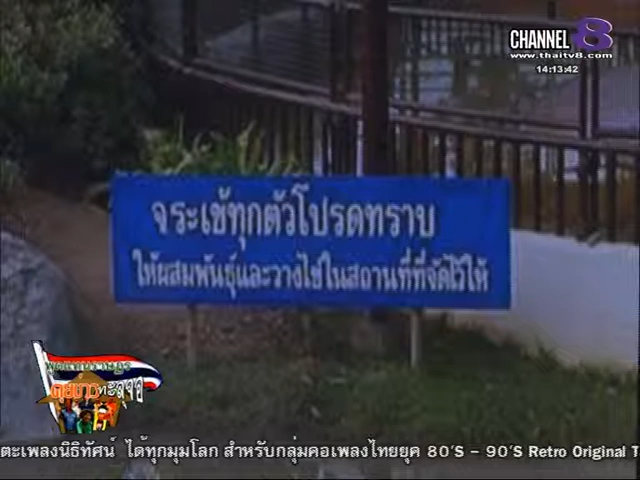 CHANNEL 8
www.thaitv8.com
14:13:42
จระเข้ทุกตัวโปรดทราบ
ให้ผสมพันธุ์และวางไข่ในสถานที่ที่จัดไว้ให้
คุยข่าว
ตะเพลงนิธิทัศน์ ได้ทุกมุมโลก สำหรับกลุ่มคอเพลงไทยยุค 80'S - 90'S Retro Original T